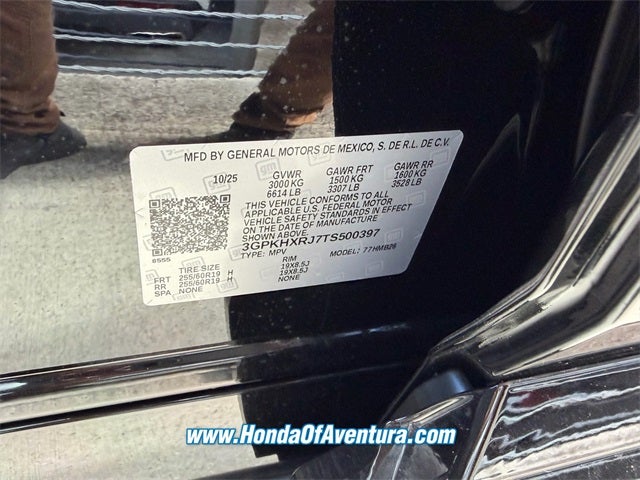 MFD BY GENERAL MOTORS DE MEXICO, S. DE R.L. DE C.V.
10/25 GVWR GAWR FRT GAWR RR
3000 KG 1500 KG 1600 KG
6614 LB 3307 LB 3528 LB
THIS VEHICLE CONFORMS TO ALL
APPLICABLE U.S. FEDERAL MOTOR
VEHICLE SAFETY STANDARDS IN EFFECT
ON THE DATE OF MANUFACTURE
SHOWN ABOVE.
3GPKHXRJ7TS500397
6555 TYPE: MPV MODEL: 77HMB26
TIRE SIZE RIM
FRT 255/60R19 H 19X8.5J
RR 255/60R19 H 19X8.5J
SPA NONE NONE
www.HondaOfAventura.com